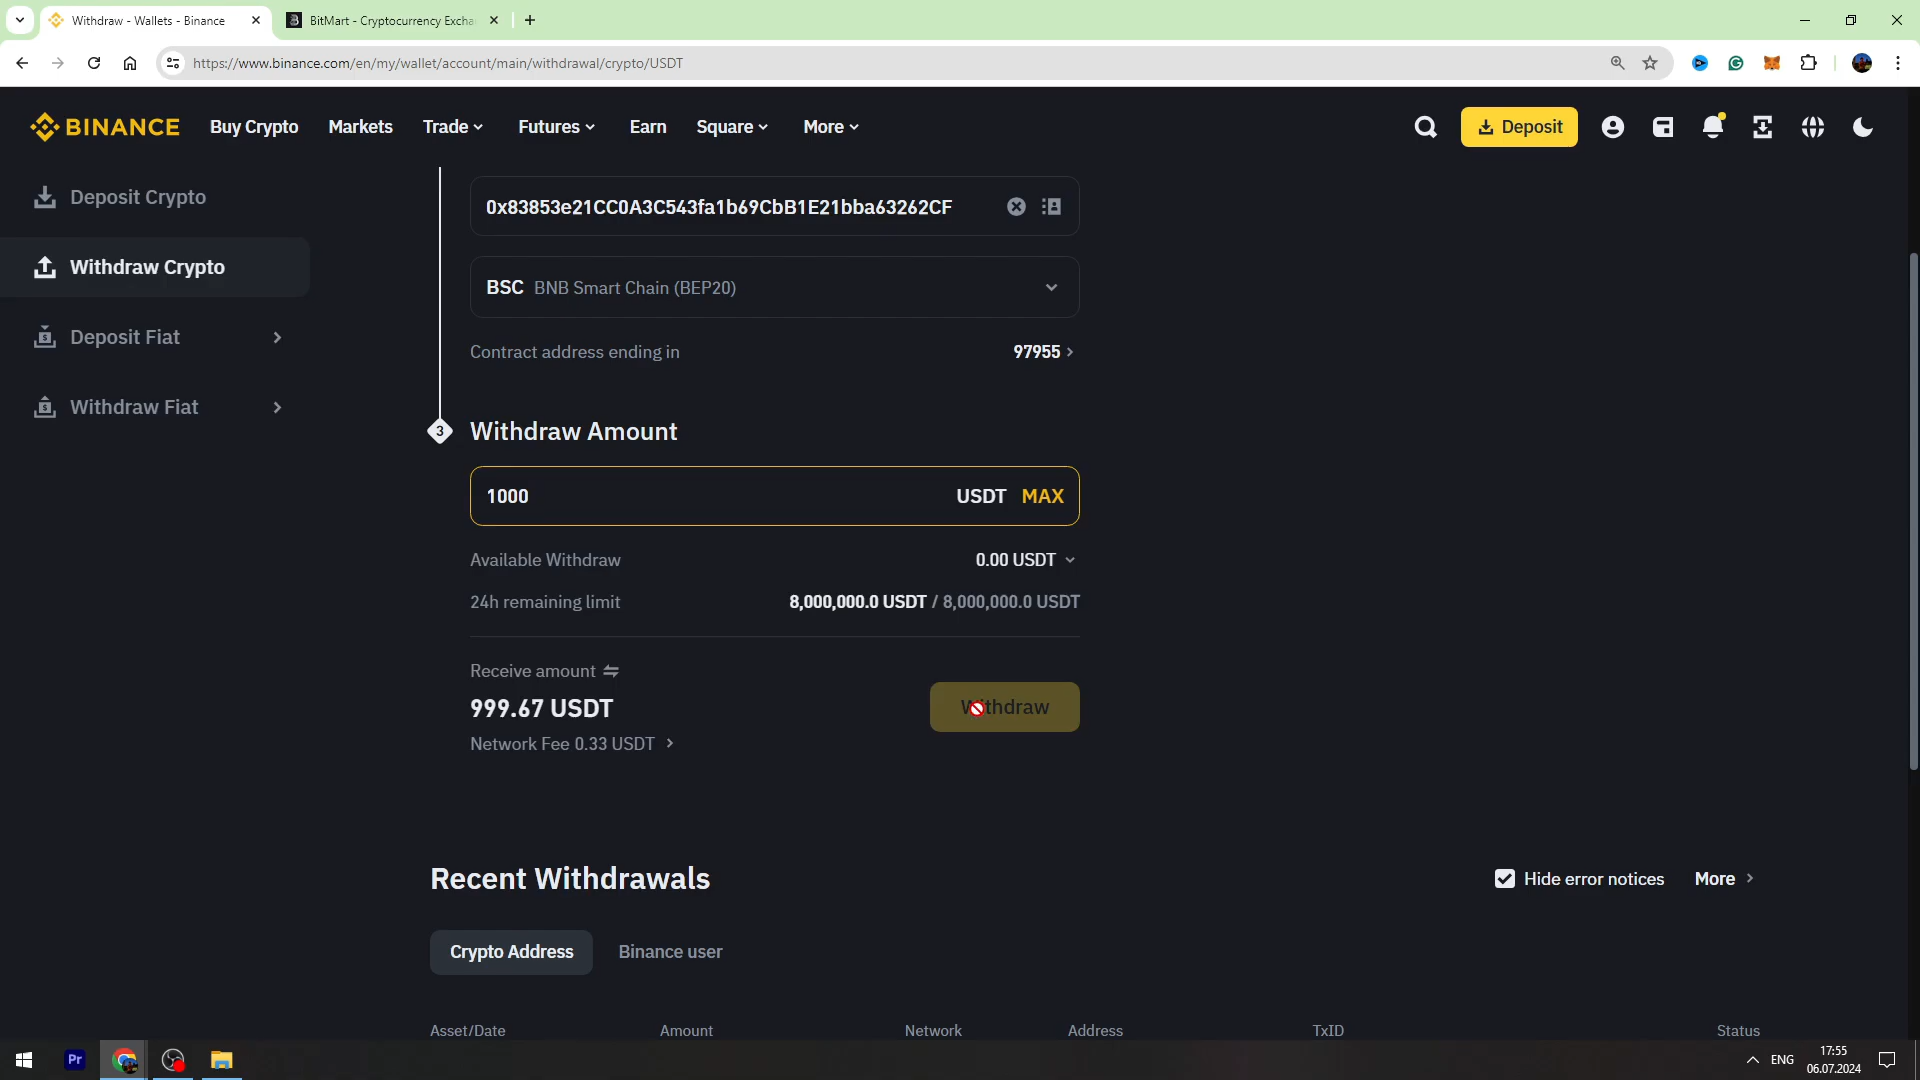 Withdraw - Wallets - Binance
BitMart - Cryptocurrency Excha
https://www.binance.com/en/my/wallet/account/main/withdrawal/crypto/USDT
BINANCE Buy Crypto Markets Trade Futures Earn Square More Deposit
Deposit Crypto
Withdraw Crypto
Deposit Fiat
Withdraw Fiat
0x83853e21CC0A3C543fa1b69CbB1E21bba63262CF
BSC BNB Smart Chain (BEP20)
Contract address ending in 97955
3 Withdraw Amount
1000 USDT MAX
Available Withdraw 0.00 USDT
24h remaining limit 8,000,000.0 USDT / 8,000,000.0 USDT
Receive amount
999.67 USDT
Withdraw
Network Fee 0.33 USDT
Recent Withdrawals
Hide error notices More
Crypto Address Binance user
Asset/Date Amount Network Address TxID Status
Pr
ENG
17:55
06.07.2024